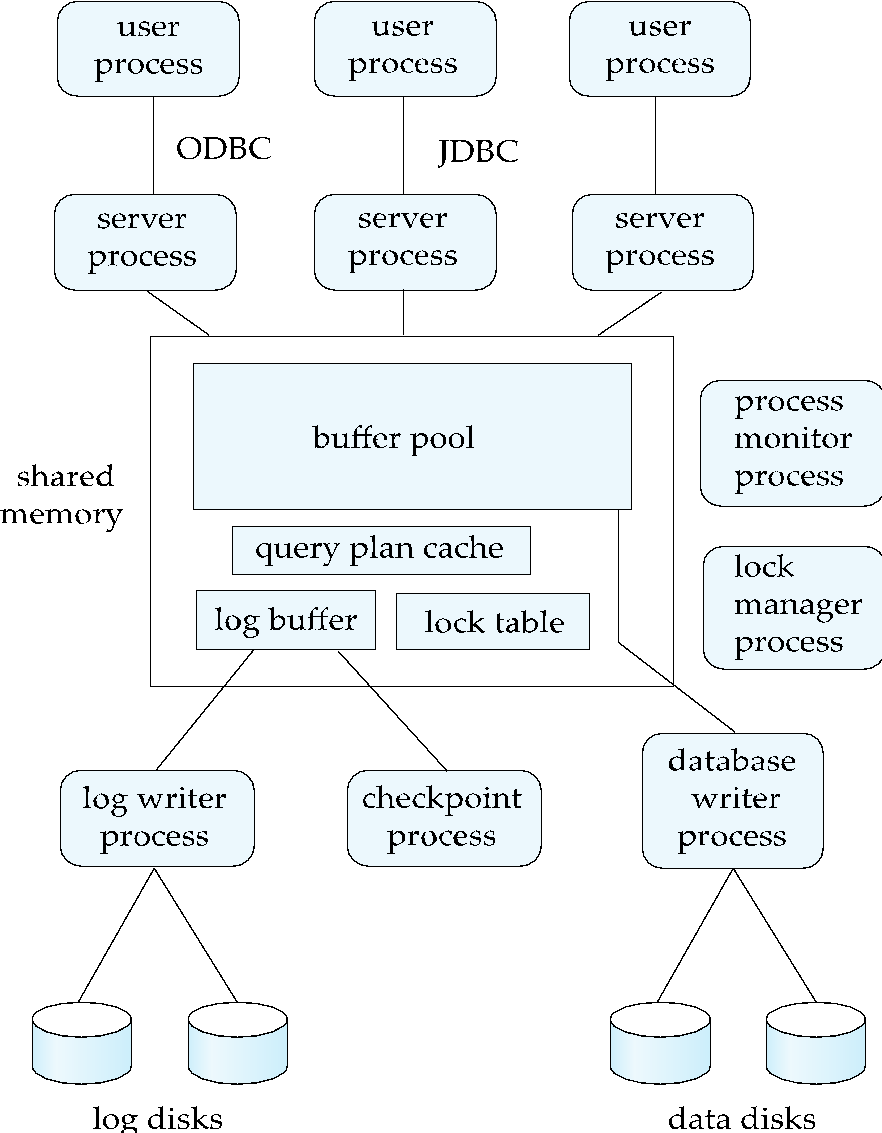 user
process
user
process
user
process
ODBC
JDBC
server
process
server
process
server
process
shared
memory
buffer pool
query plan cache
log buffer
lock table
process
monitor
process
lock
manager
process
log writer
process
checkpoint
process
database
writer
process
log disks
data disks